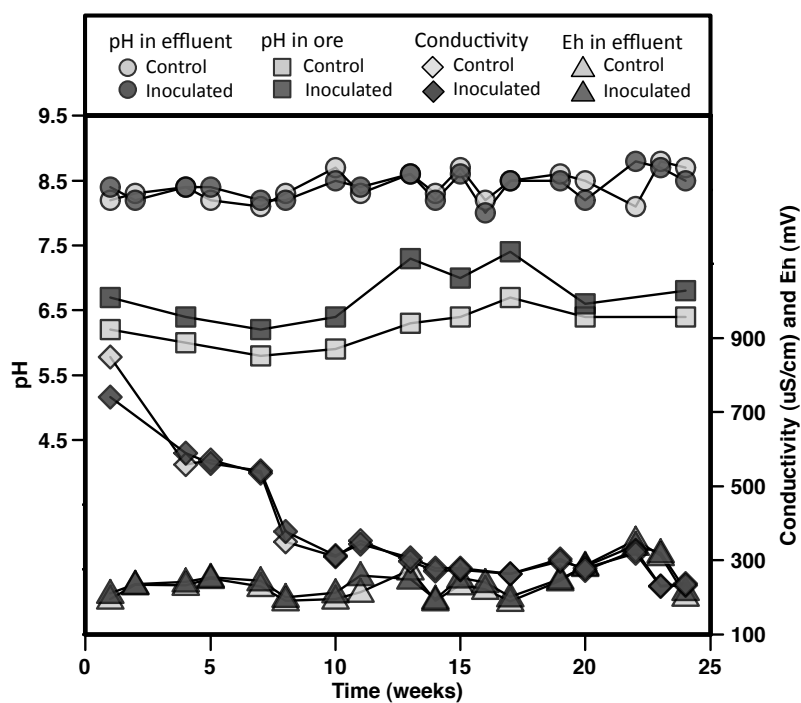 pH in effluent pH in ore Conductivity Eh in effluent
Control Control Control Control
Inoculated Inoculated Inoculated Inoculated
9.5
8.5
7.5
6.5
5.5
4.5
pH
900
700
500
300
100
Conductivity (uS/cm) and Eh (mV)
0 5 10 15 20 25
Time (weeks)